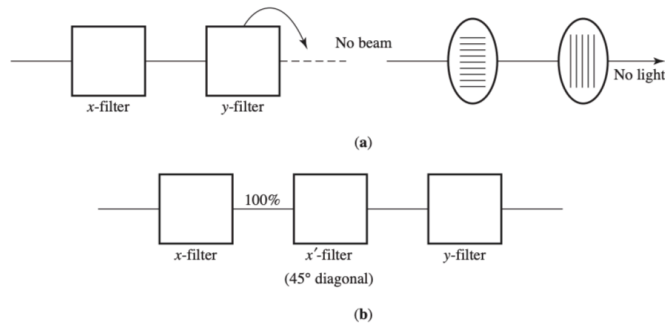 No beam
No light
x-filter
y-filter
(a)
100%
x-filter
x′-filter
y-filter
(45° diagonal)
(b)